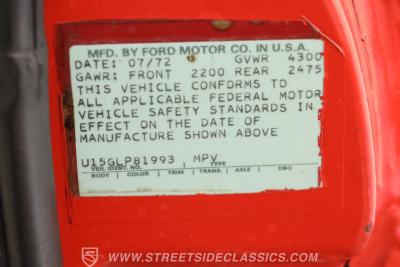 MFD. BY FORD MOTOR CO. IN U.S.A.
DATE: 07/72 GVWR 4300
GAWR: FRONT 2200 REAR 2475
THIS VEHICLE CONFORMS TO
ALL APPLICABLE FEDERAL MOTOR
VEHICLE SAFETY STANDARDS IN
EFFECT ON THE DATE OF
MANUFACTURE SHOWN ABOVE
U15GLP81993 MPV
VEH. IDENT. NO. TYPE
BODY COLOR TRIM TRANS. AXLE DSO
WWW.STREETSIDECLASSICS.COM